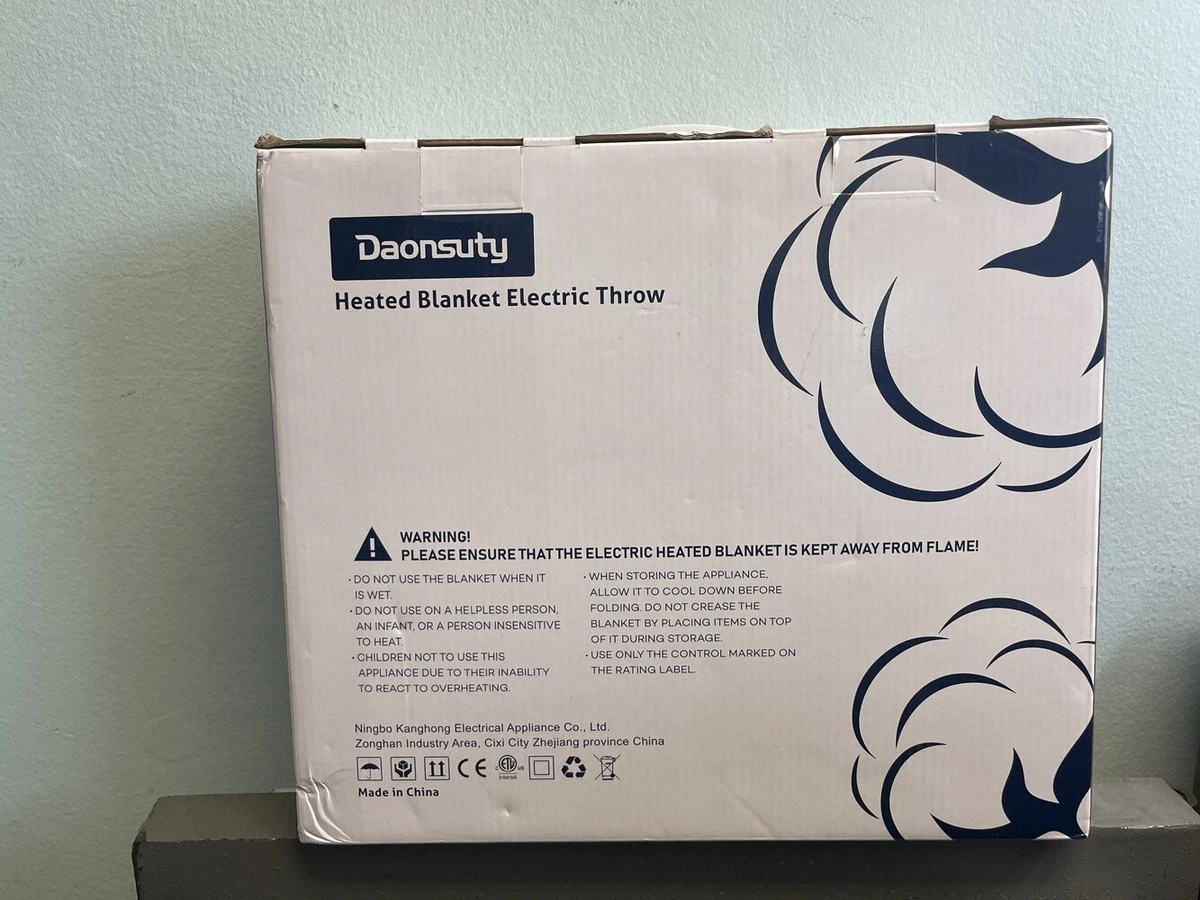 Daonsuty
Heated Blanket Electric Throw
WARNING!
PLEASE ENSURE THAT THE ELECTRIC HEATED BLANKET IS KEPT AWAY FROM FLAME!
· DO NOT USE THE BLANKET WHEN IT
IS WET.
· DO NOT USE ON A HELPLESS PERSON,
AN INFANT, OR A PERSON INSENSITIVE
TO HEAT.
· CHILDREN NOT TO USE THIS
APPLIANCE DUE TO THEIR INABILITY
TO REACT TO OVERHEATING.
· WHEN STORING THE APPLIANCE,
ALLOW IT TO COOL DOWN BEFORE
FOLDING. DO NOT CREASE THE
BLANKET BY PLACING ITEMS ON TOP
OF IT DURING STORAGE.
· USE ONLY THE CONTROL MARKED ON
THE RATING LABEL.
Ningbo Kanghong Electrical Appliance Co., Ltd.
Zonghan Industry Area, Cixi City Zhejiang province China
CE c ETL us
Intertek
Made in China